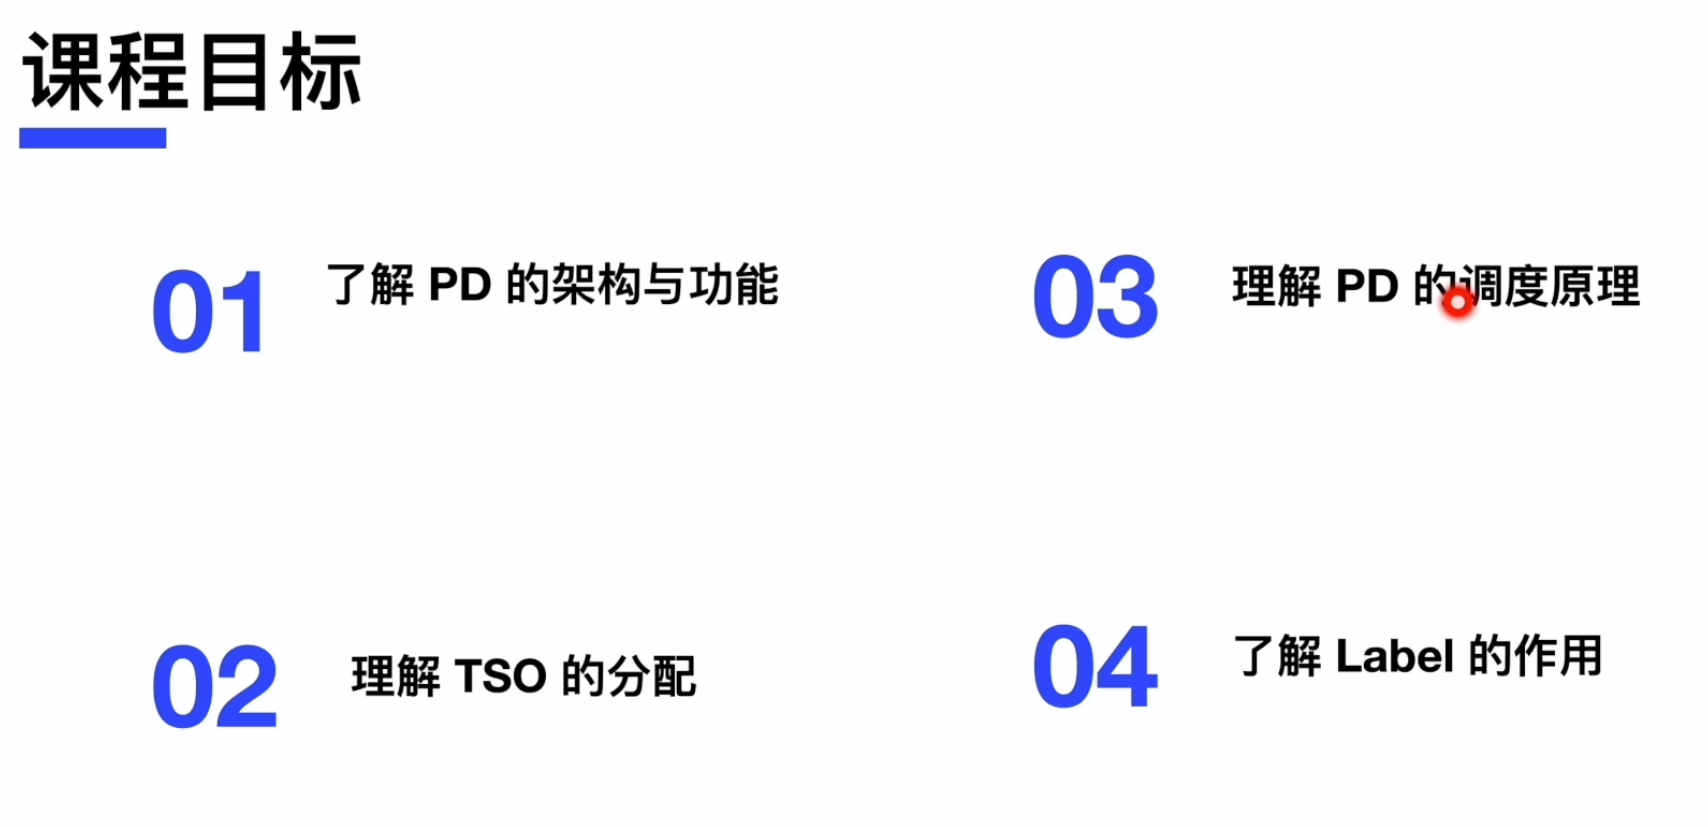 课程目标
01
了解 PD 的架构与功能
02
理解 TSO 的分配
03
理解 PD 的调度原理
04
了解 Label 的作用